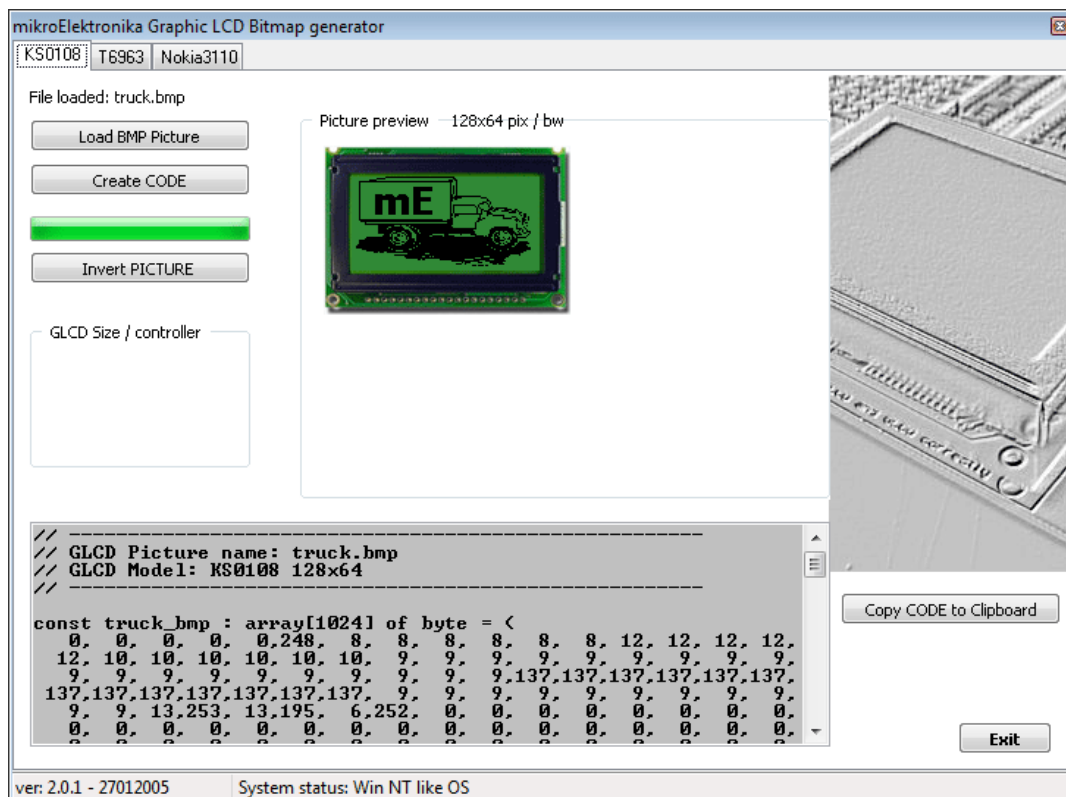 mikroElektronika Graphic LCD Bitmap generator
KS0108 T6963 Nokia3110
File loaded: truck.bmp
Load BMP Picture
Create CODE
Invert PICTURE
GLCD Size / controller
Picture preview 128x64 pix / bw
mE
// -------------------------------------------------------
// GLCD Picture name: truck.bmp
// GLCD Model: KS0108 128x64
// -------------------------------------------------------
const truck_bmp : array[1024] of byte = (
0, 0, 0, 0, 0,248, 8, 8, 8, 8, 8, 8, 12, 12, 12, 12,
12, 10, 10, 10, 10, 10, 10, 9, 9, 9, 9, 9, 9, 9, 9, 9,
9, 9, 9, 9, 9, 9, 9, 9, 9, 9,137,137,137,137,137,137,
137,137,137,137,137,137,137, 9, 9, 9, 9, 9, 9, 9, 9, 9,
9, 9, 13,253, 13,195, 6,252, 0, 0, 0, 0, 0, 0, 0, 0,
0, 0, 0, 0, 0, 0, 0, 0, 0, 0, 0, 0, 0, 0, 0, 0,
correctly
Copy CODE to Clipboard
Exit
ver: 2.0.1 - 27012005 System status: Win NT like OS